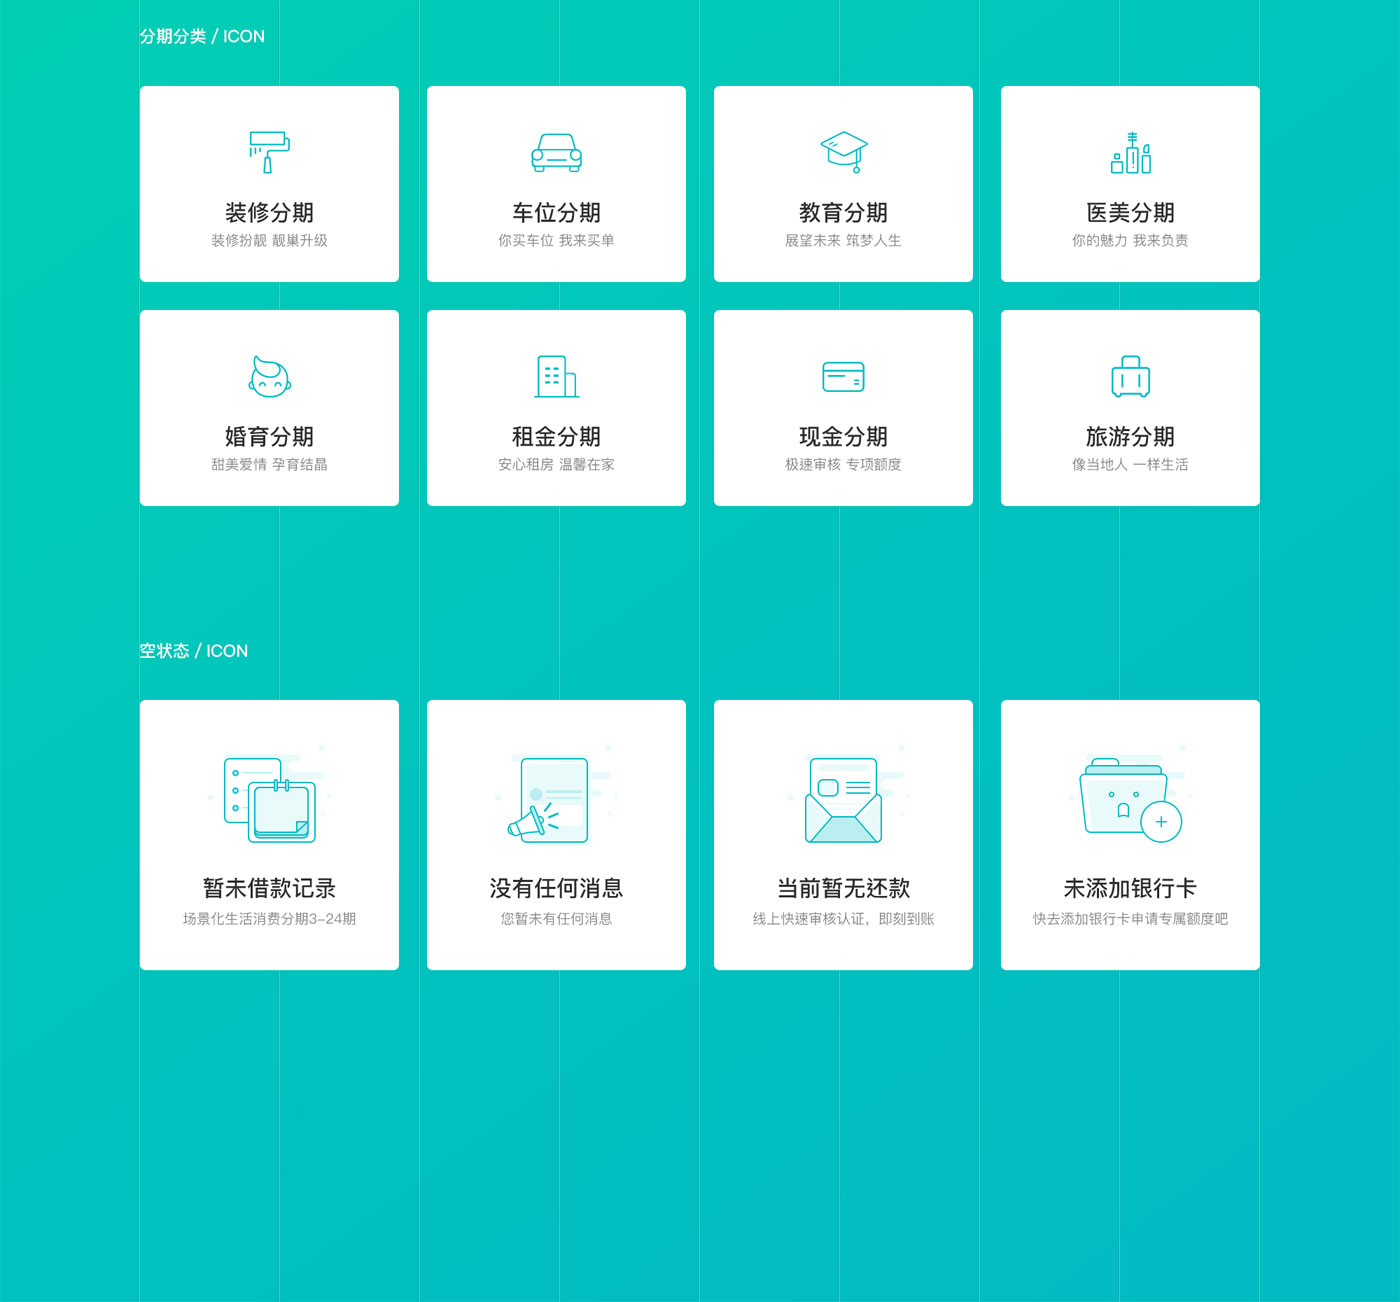 分期分类 / ICON
装修分期
装修扮靓 靓巢升级
车位分期
你买车位 我来买单
教育分期
展望未来 筑梦人生
医美分期
你的魅力 我来负责
婚育分期
甜美爱情 孕育结晶
租金分期
安心租房 温馨在家
现金分期
极速审核 专项额度
旅游分期
像当地人 一样生活
空状态 / ICON
暂未借款记录
场景化生活消费分期3-24期
没有任何消息
您暂未有任何消息
当前暂无还款
线上快速审核认证，即刻到账
未添加银行卡
快去添加银行卡申请专属额度吧